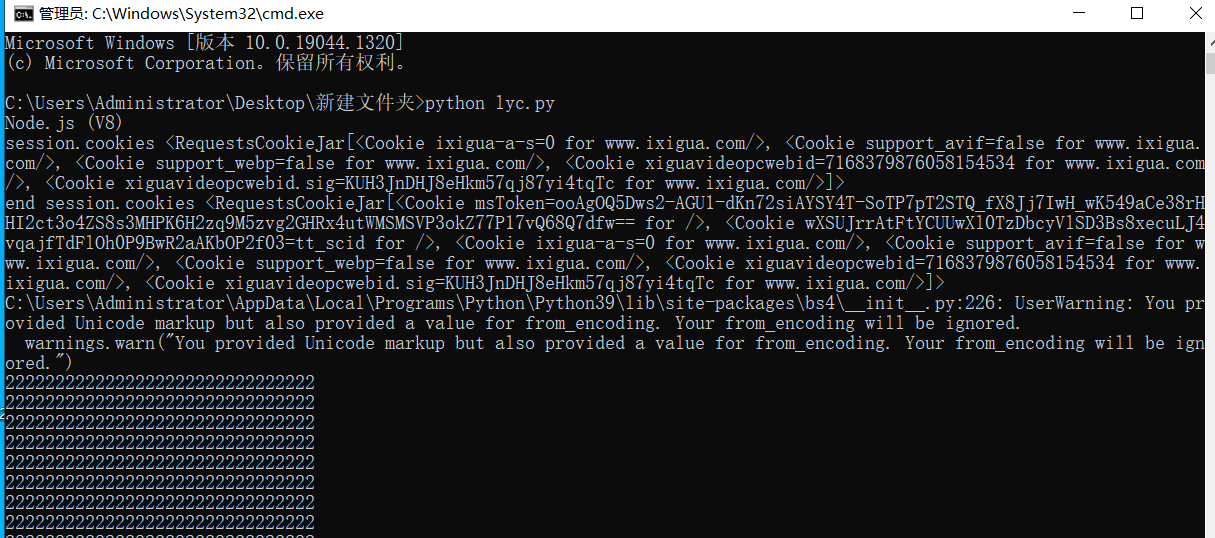 管理员: C:\Windows\System32\cmd.exe
Microsoft Windows [版本 10.0.19044.1320]
(c) Microsoft Corporation。保留所有权利。
C:\Users\Administrator\Desktop\新建文件夹>python lyc.py
Node.js (V8)
session.cookies <RequestsCookieJar[<Cookie ixigua-a-s=0 for www.ixigua.com/>, <Cookie support_avif=false for www.ixigua.
com/>, <Cookie support_webp=false for www.ixigua.com/>, <Cookie xiguavideopcwebid=7168379876058154534 for www.ixigua.com
/>, <Cookie xiguavideopcwebid.sig=KUH3JnDHJ8eHkm57qj87yi4tqTc for www.ixigua.com/>]>
end session.cookies <RequestsCookieJar[<Cookie msToken=ooAgOQ5Dws2-AGU1-dKn72siAYSY4T-SoTP7pT2STQ_fX8Jj7IwH_wK549aCe38rH
HI2ct3o4ZS8s3MHPK6H2zq9M5zvg2GHRx4utWMSMSVP3okZ77Pl7vQ68Q7dfw== for />, <Cookie wXSUJrrAtFtYCUUwXlOTzDbcyVlSD3Bs8xecuLJ4
vqajfTdFlOh0P9BwR2aAKbOP2fO3=tt_scid for />, <Cookie ixigua-a-s=0 for www.ixigua.com/>, <Cookie support_avif=false for w
ww.ixigua.com/>, <Cookie support_webp=false for www.ixigua.com/>, <Cookie xiguavideopcwebid=7168379876058154534 for www.
ixigua.com/>, <Cookie xiguavideopcwebid.sig=KUH3JnDHJ8eHkm57qj87yi4tqTc for www.ixigua.com/>]>
C:\Users\Administrator\AppData\Local\Programs\Python\Python39\lib\site-packages\bs4\__init__.py:226: UserWarning: You pr
ovided Unicode markup but also provided a value for from_encoding. Your from_encoding will be ignored.
warnings.warn("You provided Unicode markup but also provided a value for from_encoding. Your from_encoding will be ign
ored.")
2222222222222222222222222222222
2222222222222222222222222222222
2222222222222222222222222222222
2222222222222222222222222222222
2222222222222222222222222222222
2222222222222222222222222222222
2222222222222222222222222222222
2222222222222222222222222222222